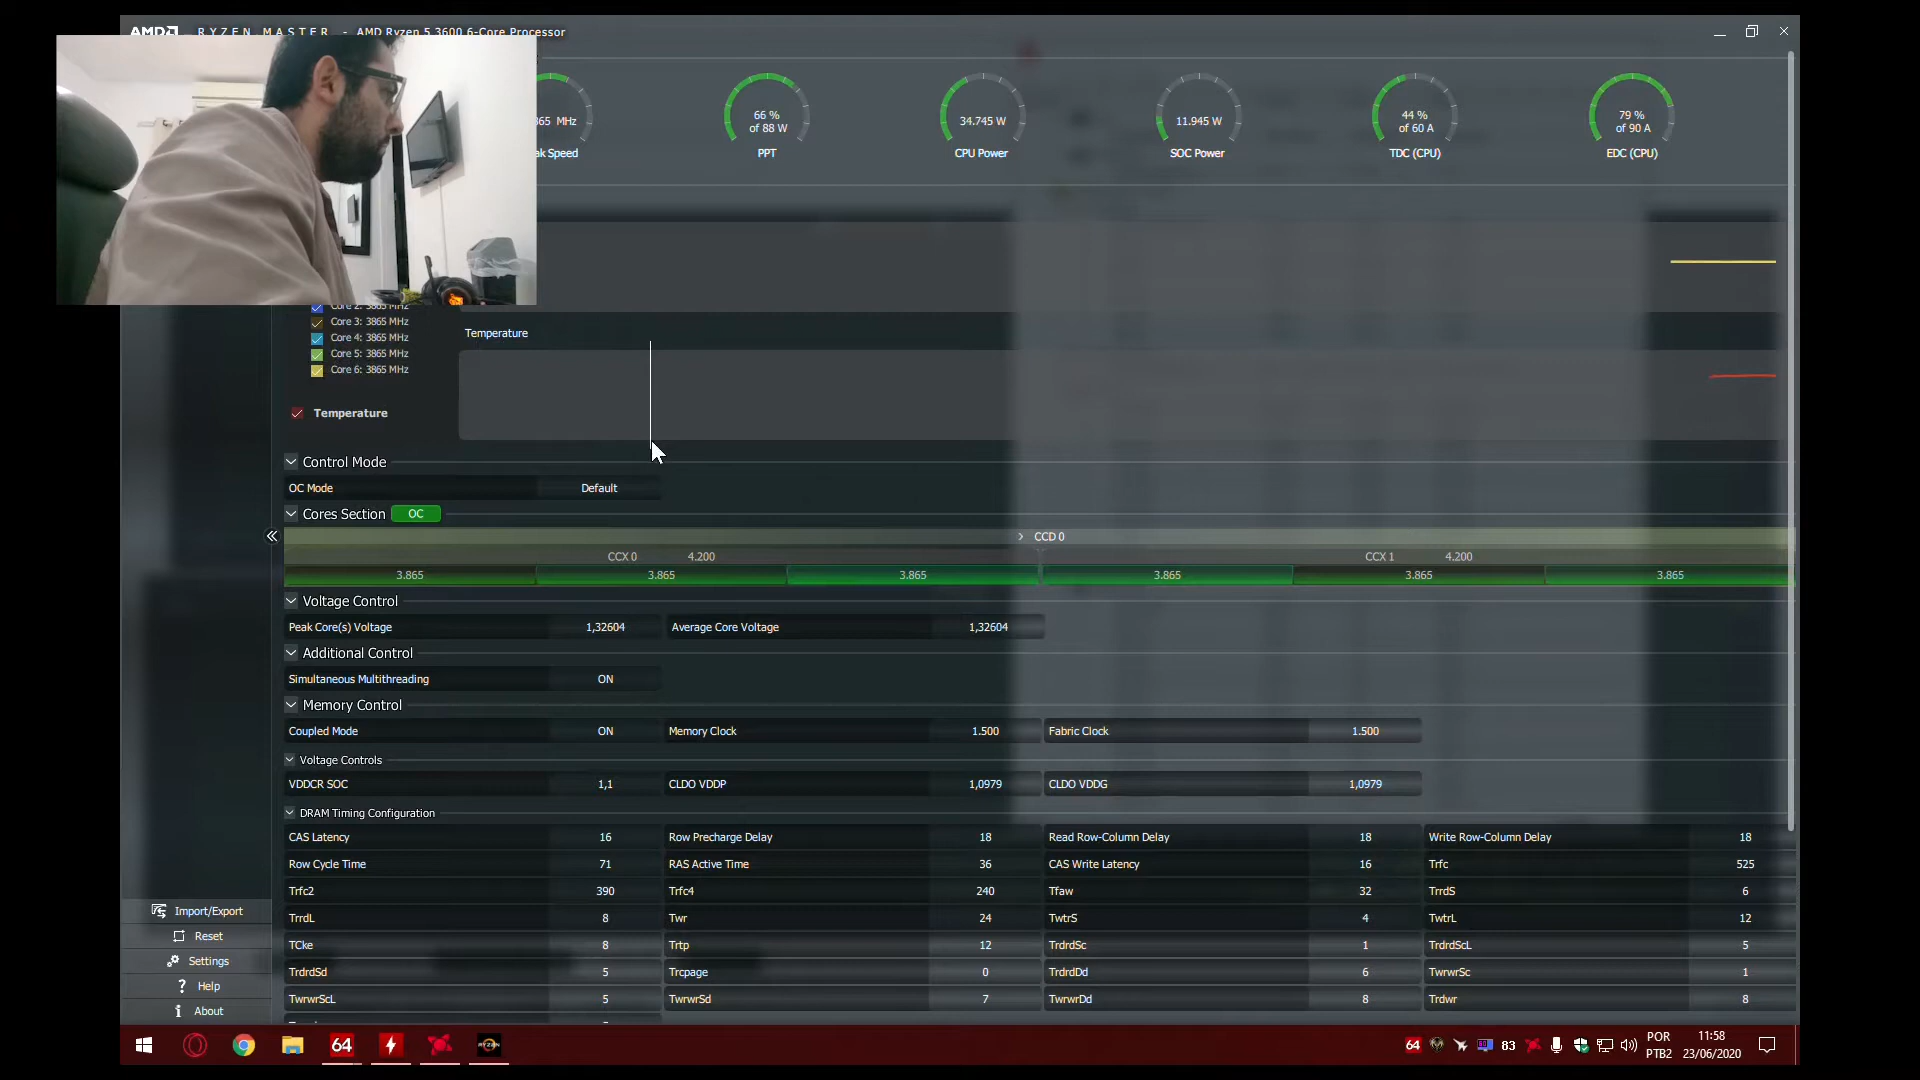 AMD RYZEN MASTER - AMD Ryzen 5 3600 6-Core Processor
865 MHz
66 %
of 88 W
34.745 W
11.945 W
44 %
of 60 A
79 %
of 90 A
ak Speed
PPT
CPU Power
SOC Power
TDC (CPU)
EDC (CPU)
Core 2: 3865 MHz
Core 3: 3865 MHz
Core 4: 3865 MHz
Core 5: 3865 MHz
Core 6: 3865 MHz
Temperature
Temperature
Control Mode
OC Mode Default
Cores Section OC
CCD 0
CCX 0 4.200 CCX 1 4.200
3.865 3.865 3.865 3.865 3.865 3.865
Voltage Control
Peak Core(s) Voltage 1,32604 Average Core Voltage 1,32604
Additional Control
Simultaneous Multithreading ON
Memory Control
Coupled Mode ON Memory Clock 1.500 Fabric Clock 1.500
Voltage Controls
VDDCR SOC 1,1 CLDO VDDP 1,0979 CLDO VDDG 1,0979
DRAM Timing Configuration
CAS Latency 16 Row Precharge Delay 18 Read Row-Column Delay 18 Write Row-Column Delay 18
Row Cycle Time 71 RAS Active Time 36 CAS Write Latency 16 Trfc 525
Trfc2 390 Trfc4 240 Tfaw 32 TrrdS 6
TrrdL 8 Twr 24 TwtrS 4 TwtrL 12
TCke 8 Trtp 12 TrdrdSc 1 TrdrdScL 5
TrdrdSd 5 Trcpage 0 TrdrdDd 6 TwrwrSc 1
TwrwrScL 5 TwrwrSd 7 TwrwrDd 8 Trdwr 8
Import/Export
Reset
Settings
Help
About
64
RYZEN
64
83
POR
PTB2
11:58
23/06/2020